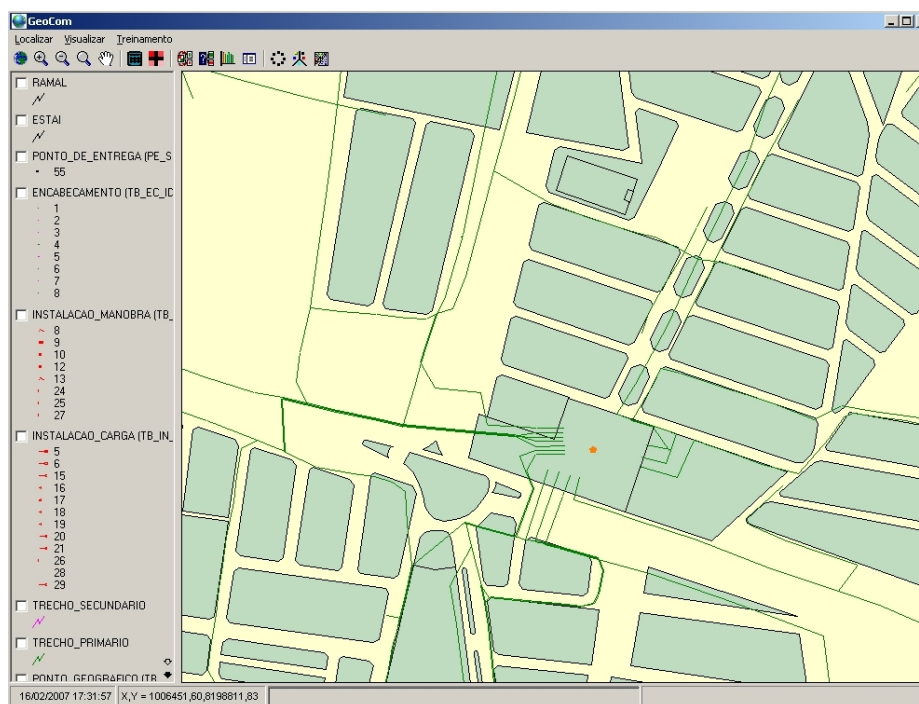 GeoCom
Localizar Visualizar Treinamento
RAMAL
ESTAI
PONTO_DE_ENTREGA (PE_S
55
ENCABECAMENTO (TB_EC_ID
1
2
3
4
5
6
7
8
INSTALACAO_MANOBRA (TB_
8
9
10
12
13
24
25
27
INSTALACAO_CARGA (TB_IN_
5
6
15
16
17
18
19
20
21
26
28
29
TRECHO_SECUNDARIO
TRECHO_PRIMARIO
PONTO_GEOGRAFICO (TB
16/02/2007 17:31:57 X,Y = 1006451,60,8198811,83